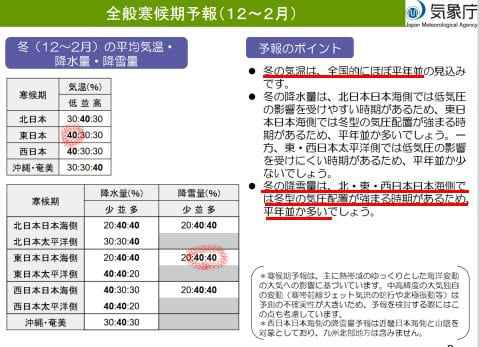 全般寒候期予報（12～2月）
気象庁
Japan Meteorological Agency
冬（12～2月）の平均気温・
降水量・降雪量
寒候期 気温(%)
低 並 高
北日本 30:40:30
東日本 40:30:30
西日本 40:30:30
沖縄・奄美 30:30:40
寒候期 降水量(%) 降雪量(%)
少 並 多 少 並 多
北日本日本海側 20:40:40 20:40:40
北日本太平洋側 30:30:40
東日本日本海側 20:40:40 20:40:40
東日本太平洋側 40:40:20
西日本日本海側 30:30:40 20:40:40
西日本太平洋側 40:40:20
沖縄・奄美 30:40:30
予報のポイント
● 冬の気温は、全国的にほぼ平年並の見込み
です。
● 冬の降水量は、北日本日本海側では低気圧
の影響を受けやすい時期があるため、東日
本日本海側では冬型の気圧配置が強まる時
期があるため、平年並か多いでしょう。一
方、東・西日本太平洋側では低気圧の影響
を受けにくい時期があるため、平年並か少
ないでしょう。
● 冬の降雪量は、北・東・西日本日本海側で
は冬型の気圧配置が強まる時期があるため、
平年並か多いでしょう。
＊寒候期予報は、主に熱帯域のゆっくりとした海洋変動
の大気への影響に基づいています。中高緯度の大気独自
の変動（寒帯前線ジェット気流の蛇行や北極振動等）は
予測の不確実性が大きいため、予報を検討する際にはこ
の点も考慮しています。
＊西日本日本海側の降雪量予報は近畿日本海側と山陰を
対象としており、九州北部地方は含みません。